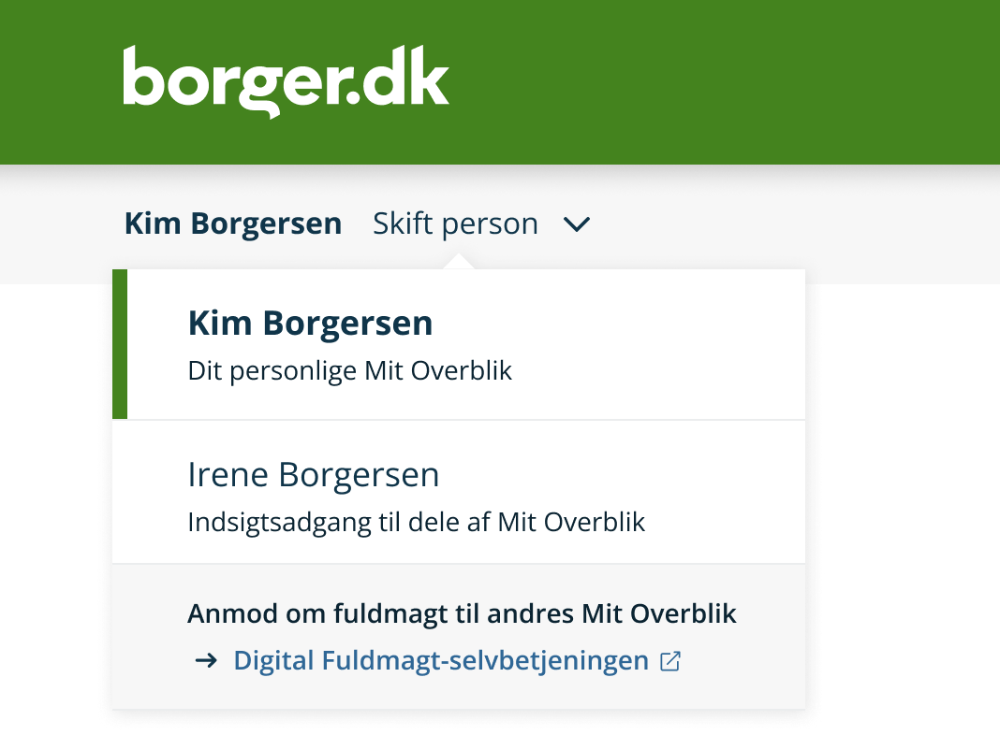 borger.dk
Kim Borgersen Skift person
Kim Borgersen
Dit personlige Mit Overblik
Irene Borgersen
Indsigtsadgang til dele af Mit Overblik
Anmod om fuldmagt til andres Mit Overblik
Digital Fuldmagt-selvbetjeningen